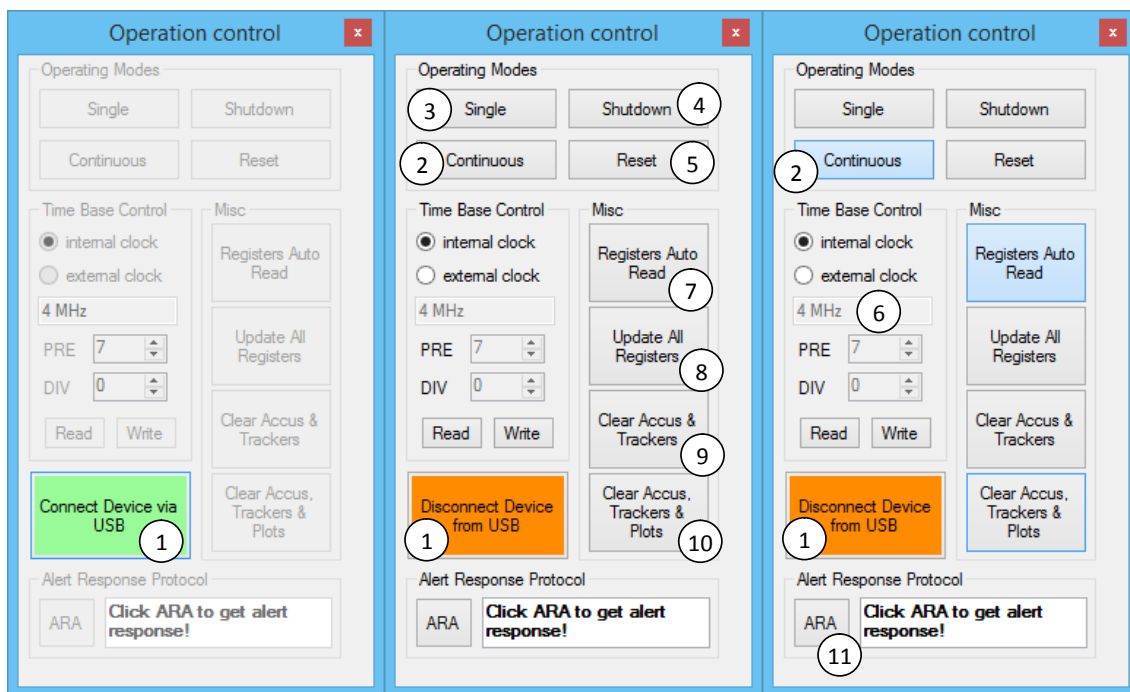 Operation control
x
Operating Modes
Single
Shutdown
Continuous
Reset
Time Base Control
internal clock
external clock
4 MHz
PRE 7
DIV 0
Read
Write
Misc
Registers Auto
Read
Update All
Registers
Clear Accus &
Trackers
Clear Accus,
Trackers &
Plots
Connect Device via
USB
1
Alert Response Protocol
ARA
Click ARA to get alert
response!
Operation control
x
Operating Modes
3
Single
Shutdown
4
2
Continuous
Reset
5
Time Base Control
internal clock
external clock
4 MHz
PRE 7
DIV 0
Read
Write
Misc
Registers Auto
Read
7
Update All
Registers
8
Clear Accus &
Trackers
9
Clear Accus,
Trackers &
Plots
10
Disconnect Device
from USB
1
Alert Response Protocol
ARA
Click ARA to get alert
response!
Operation control
x
Operating Modes
Single
Shutdown
2
Continuous
Reset
Time Base Control
internal clock
external clock
4 MHz
6
PRE 7
DIV 0
Read
Write
Misc
Registers Auto
Read
Update All
Registers
Clear Accus &
Trackers
Clear Accus,
Trackers &
Plots
Disconnect Device
from USB
1
Alert Response Protocol
ARA
11
Click ARA to get alert
response!